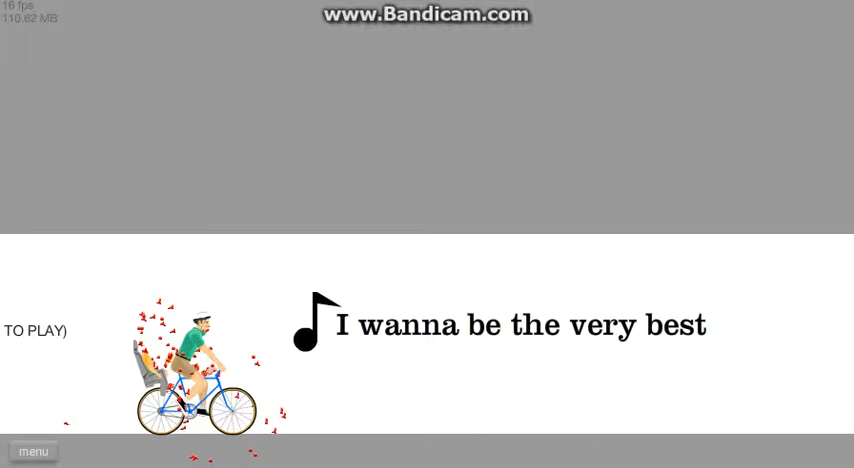 16 fps
110.62 MB
www.Bandicam.com
I wanna be the very best
TO PLAY)
menu